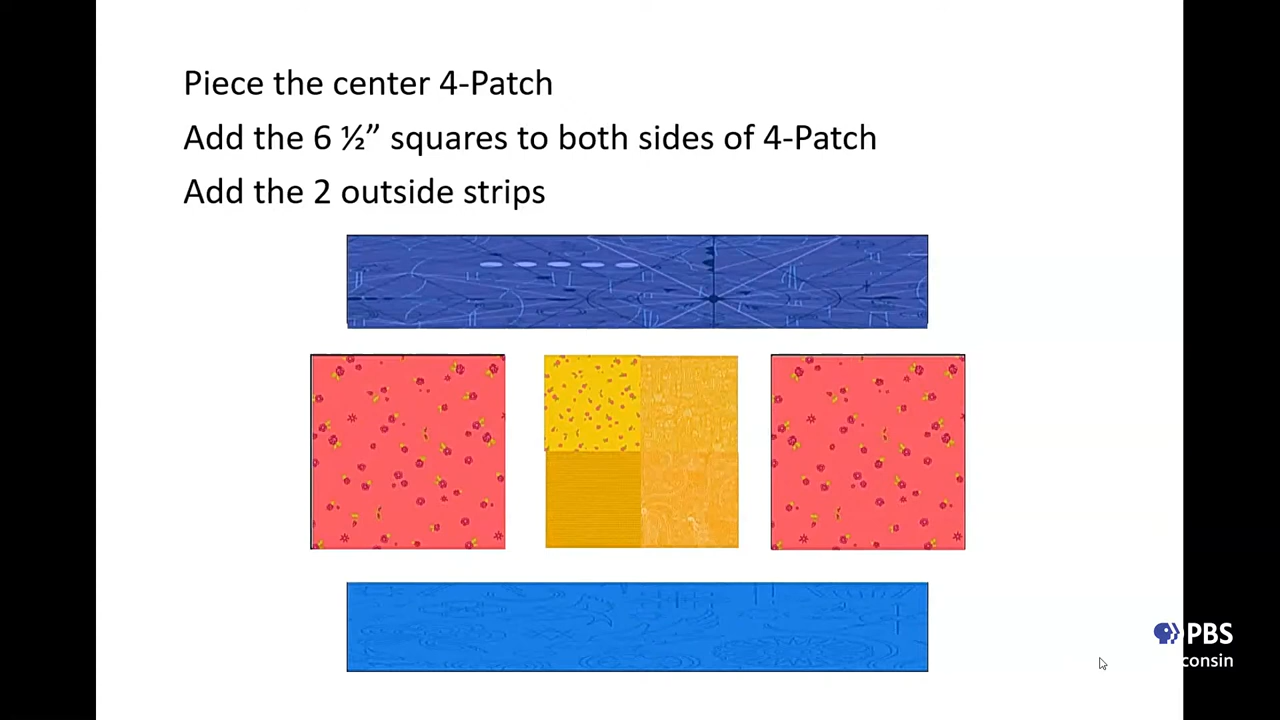 Piece the center 4-Patch
Add the 6 ½” squares to both sides of 4-Patch
Add the 2 outside strips
PBS
consin